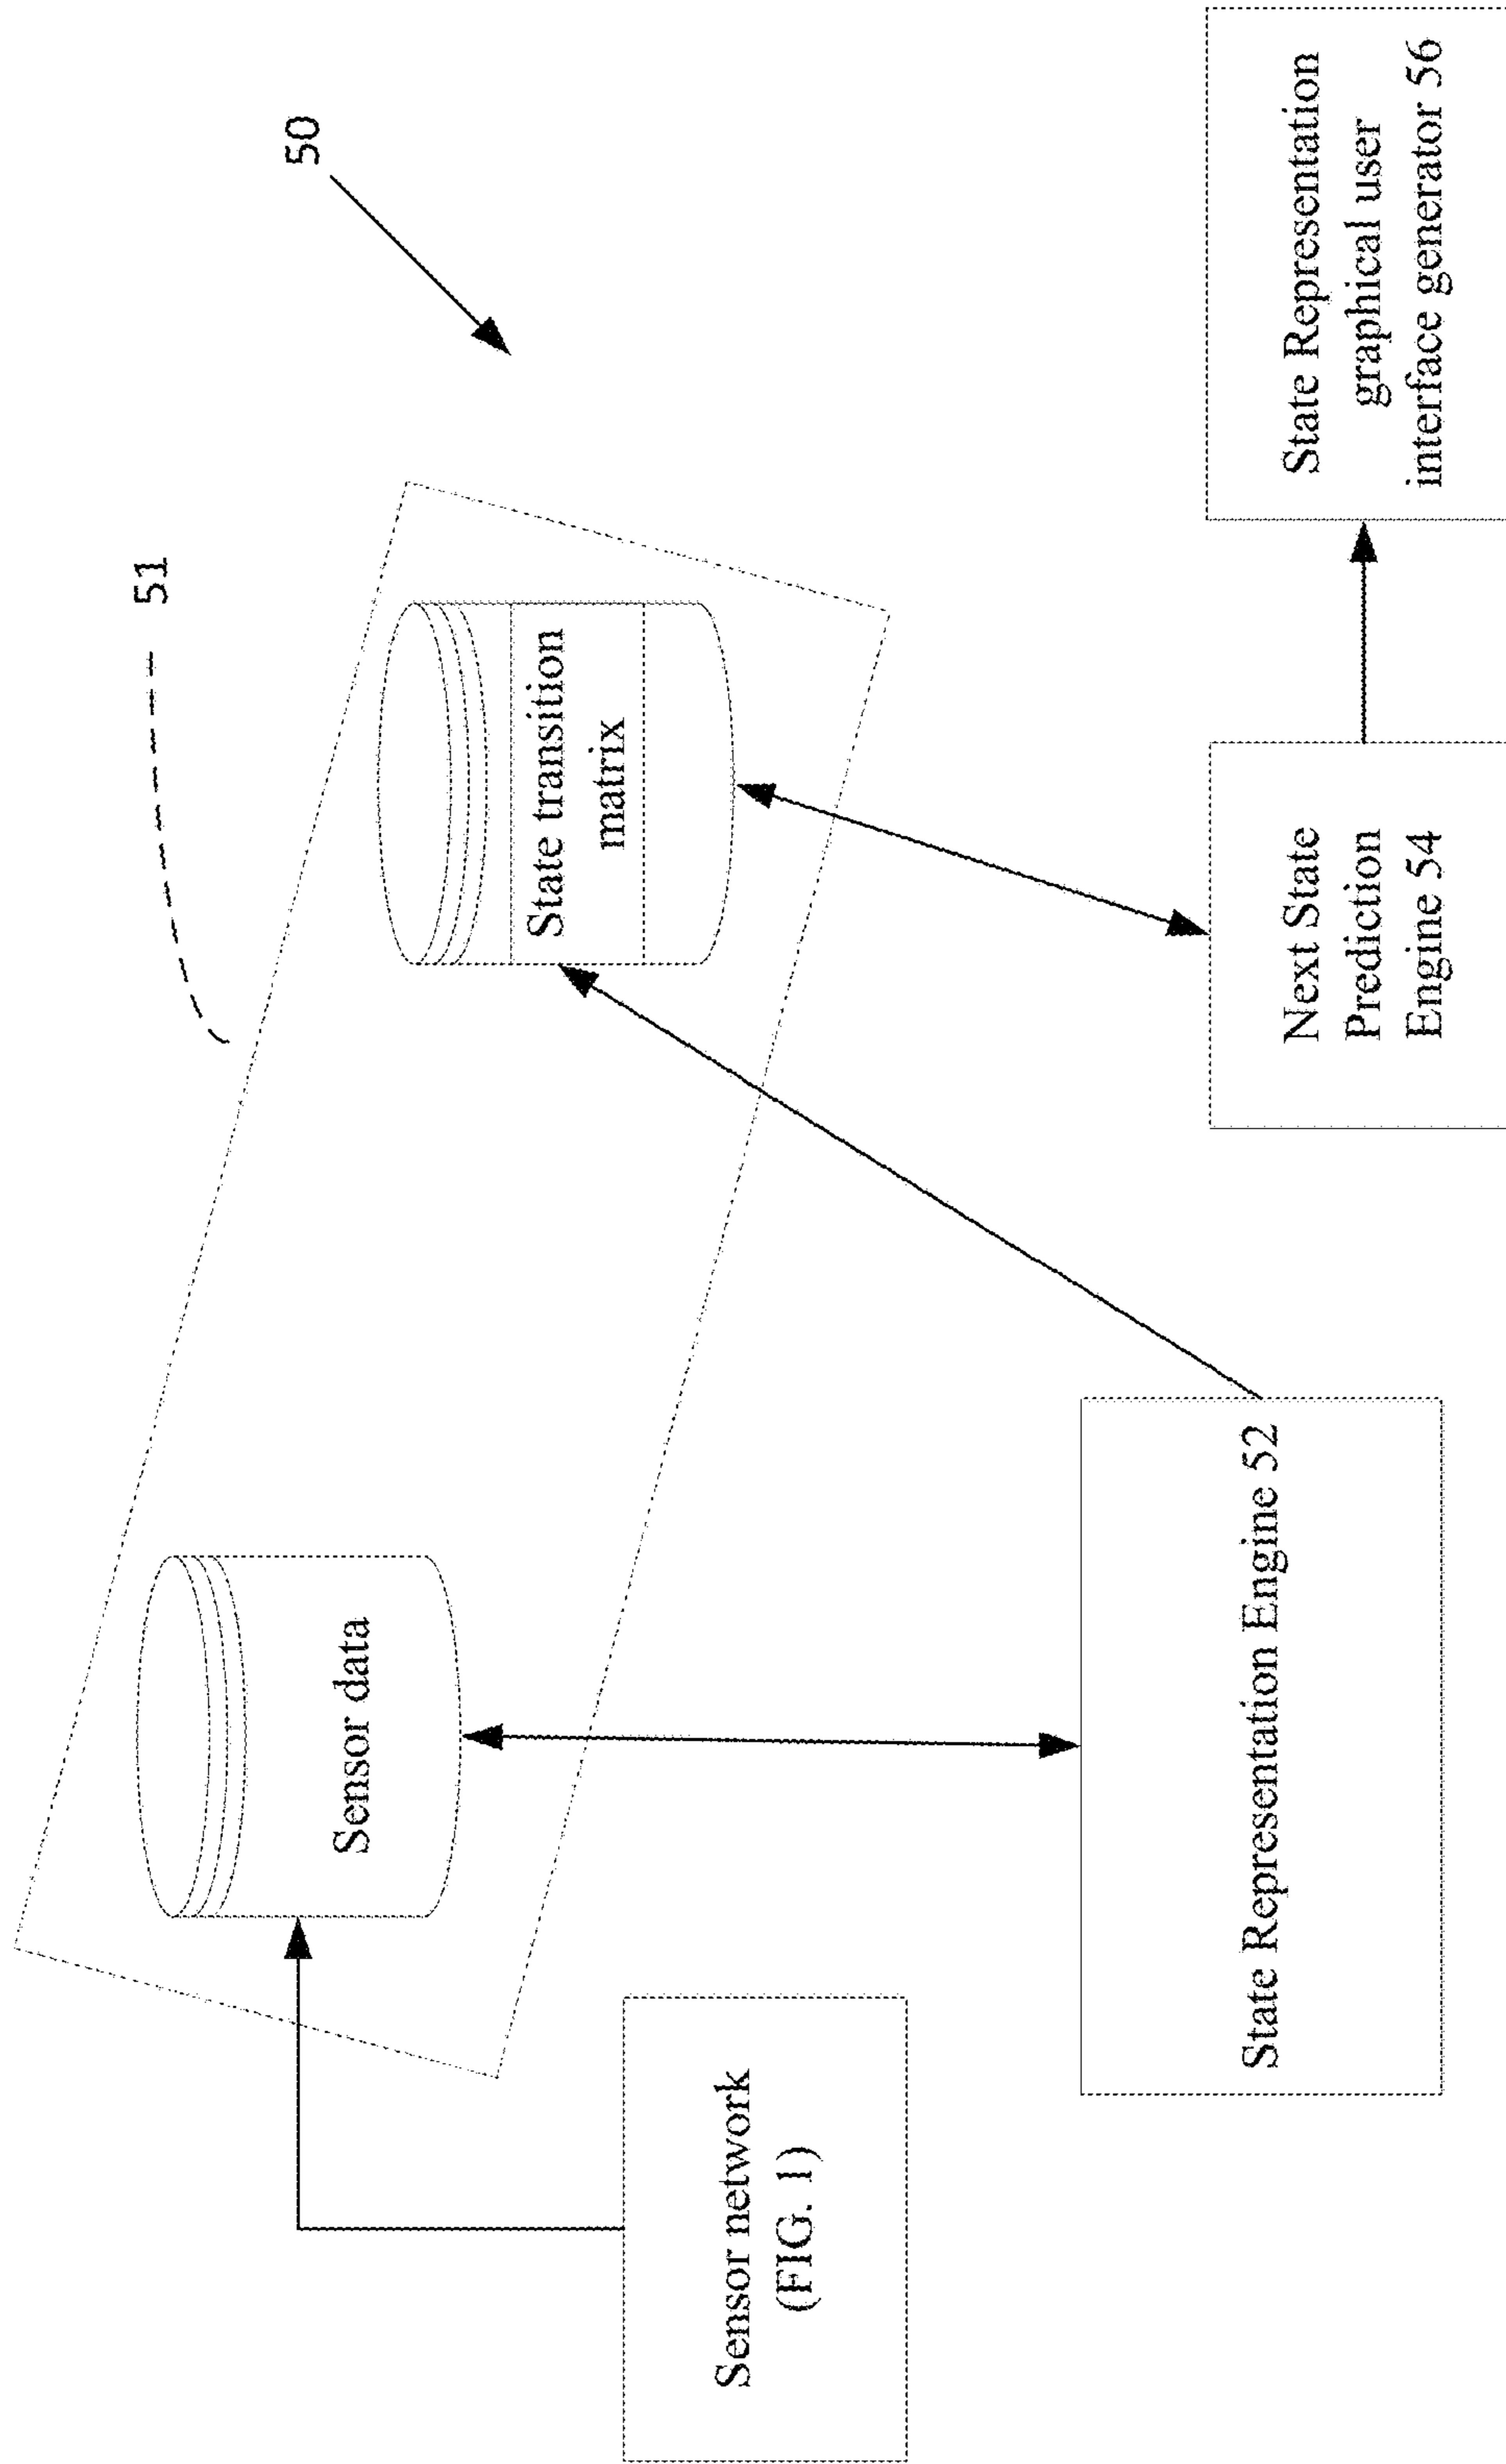 50
51
Sensor data
State transition
matrix
Sensor network
(FIG. 1)
State Representation Engine 52
Next State
Prediction
Engine 54
State Representation
graphical user
interface generator 56